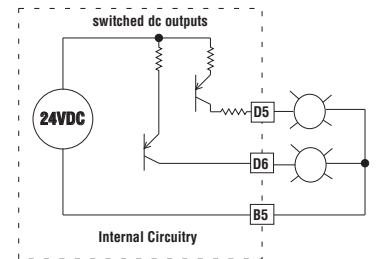 switched dc outputs
24VDC
D5
D6
B5
Internal Circuitry